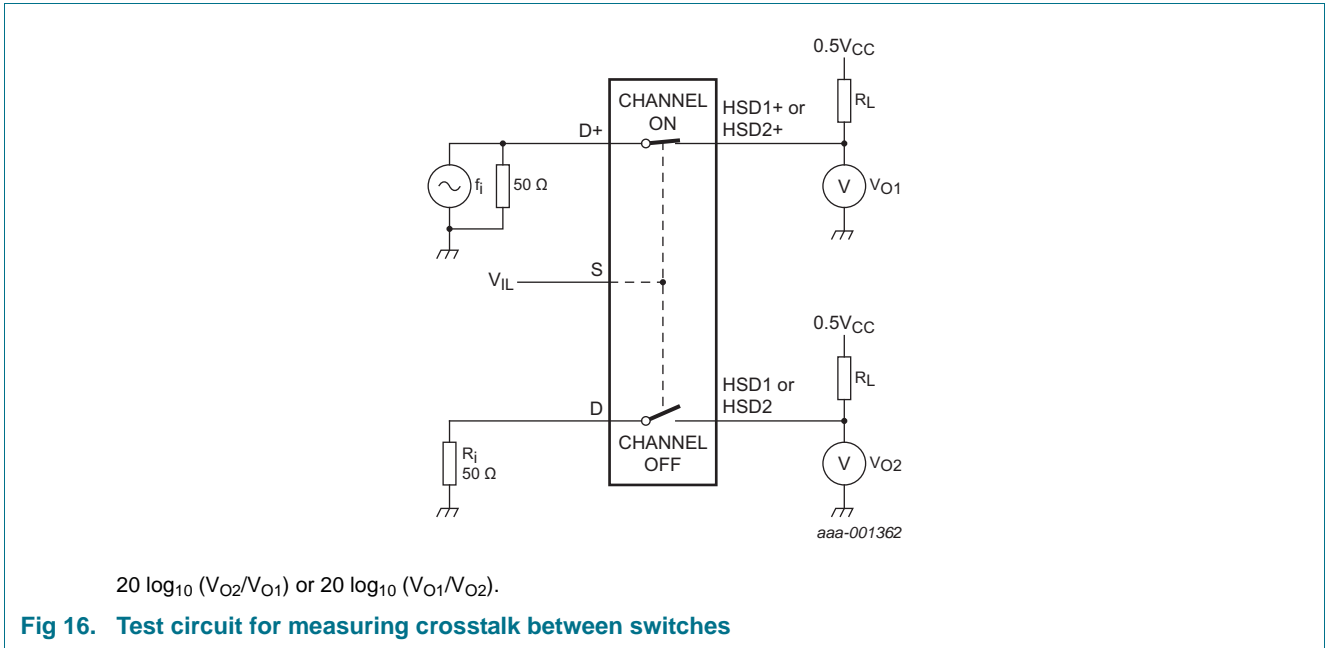 0.5VCC
RL
CHANNEL
ON
HSD1+ or
HSD2+
D+
fi
50 Ω
V
VO1
S
VIL
0.5VCC
RL
HSD1 or
HSD2
D
CHANNEL
OFF
Ri
50 Ω
V
VO2
aaa-001362
20 log10 (VO2/VO1) or 20 log10 (VO1/VO2).
Fig 16. Test circuit for measuring crosstalk between switches